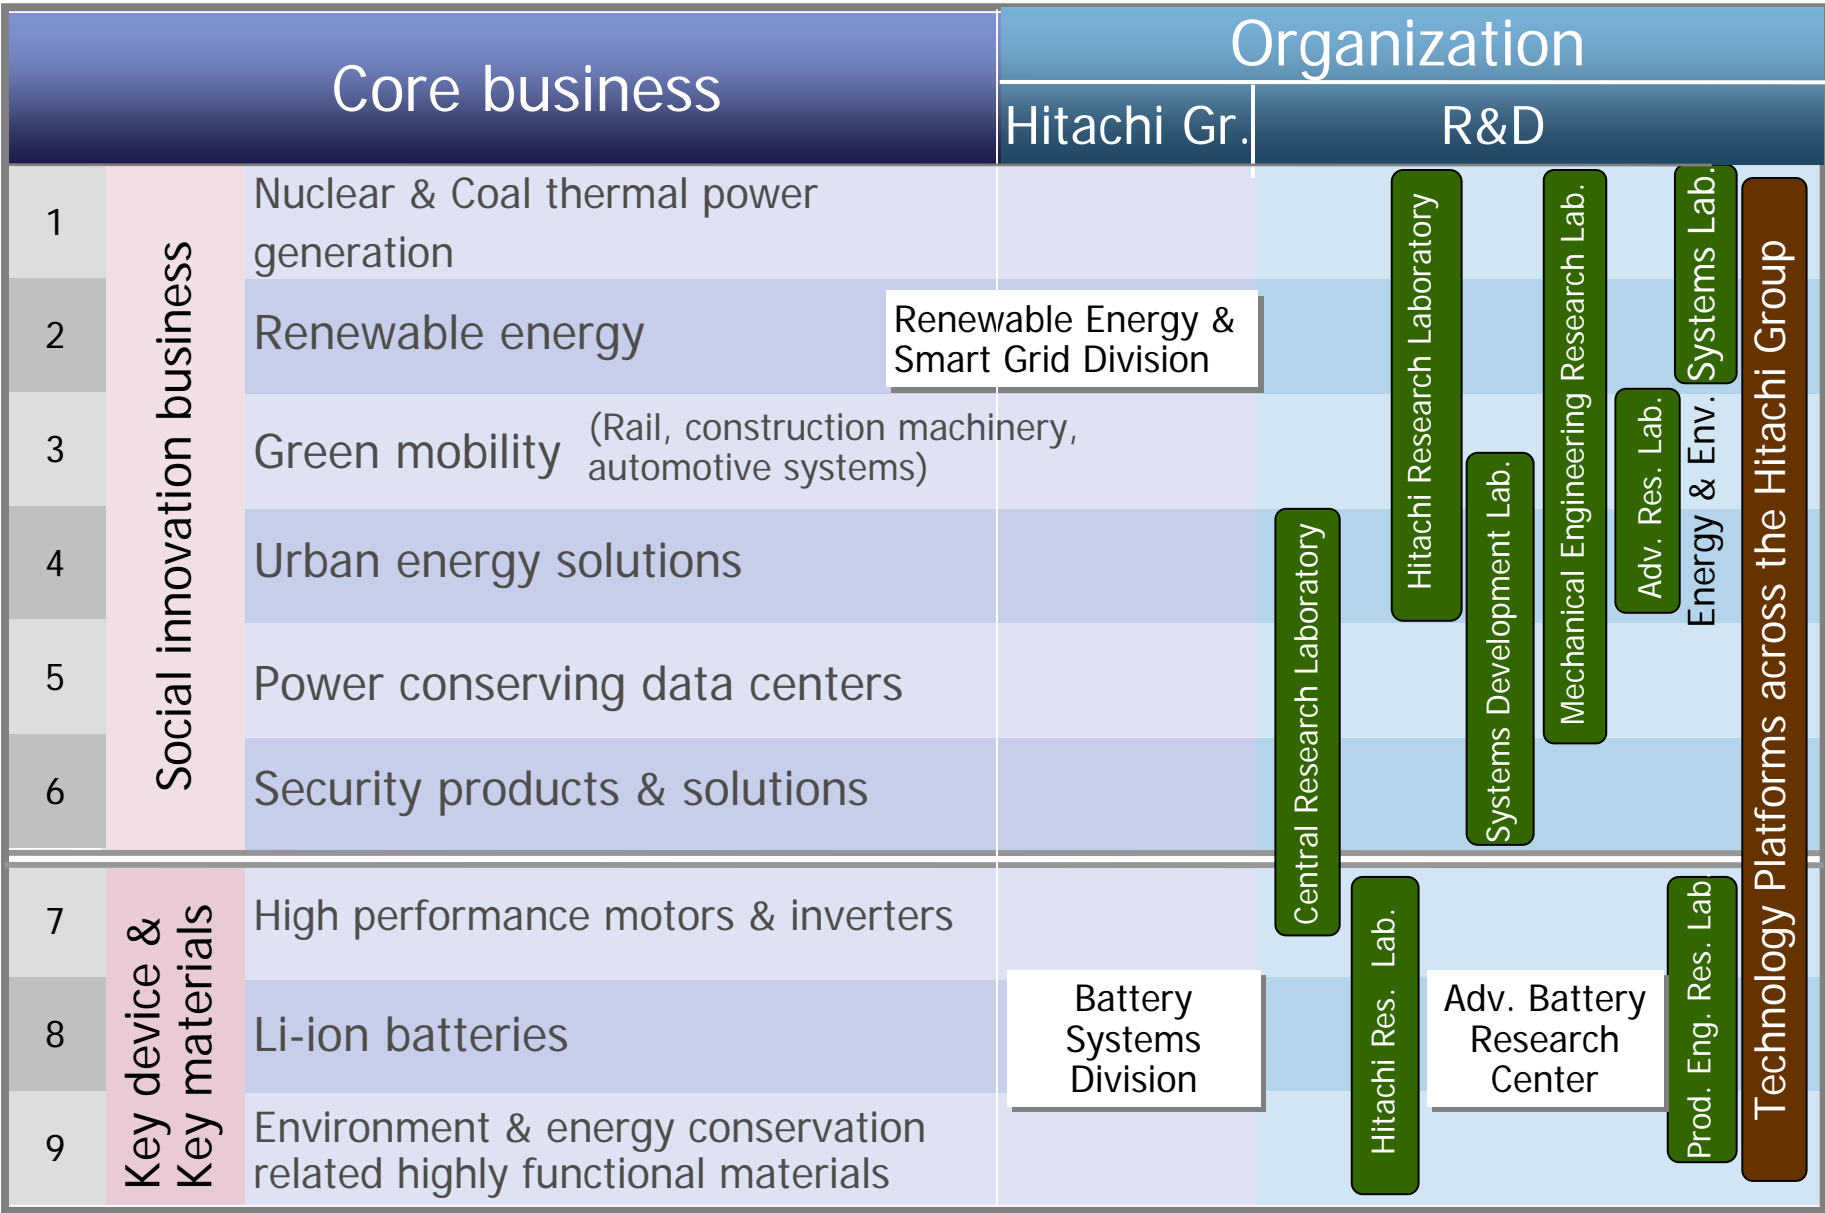 Core business
Organization
Hitachi Gr.
R&D
Social innovation business
1
Nuclear & Coal thermal power
generation
2
Renewable energy
Renewable Energy &
Smart Grid Division
3
Green mobility
(Rail, construction machinery,
automotive systems)
4
Urban energy solutions
5
Power conserving data centers
6
Security products & solutions
Key device &
Key materials
7
High performance motors & inverters
8
Li-ion batteries
Battery
Systems
Division
9
Environment & energy conservation
related highly functional materials
Central Research Laboratory
Hitachi Research Laboratory
Systems Development Lab.
Mechanical Engineering Research Lab.
Adv. Res. Lab.
Energy & Env. Systems Lab.
Hitachi Res. Lab.
Adv. Battery
Research
Center
Prod. Eng. Res. Lab.
Technology Platforms across the Hitachi Group